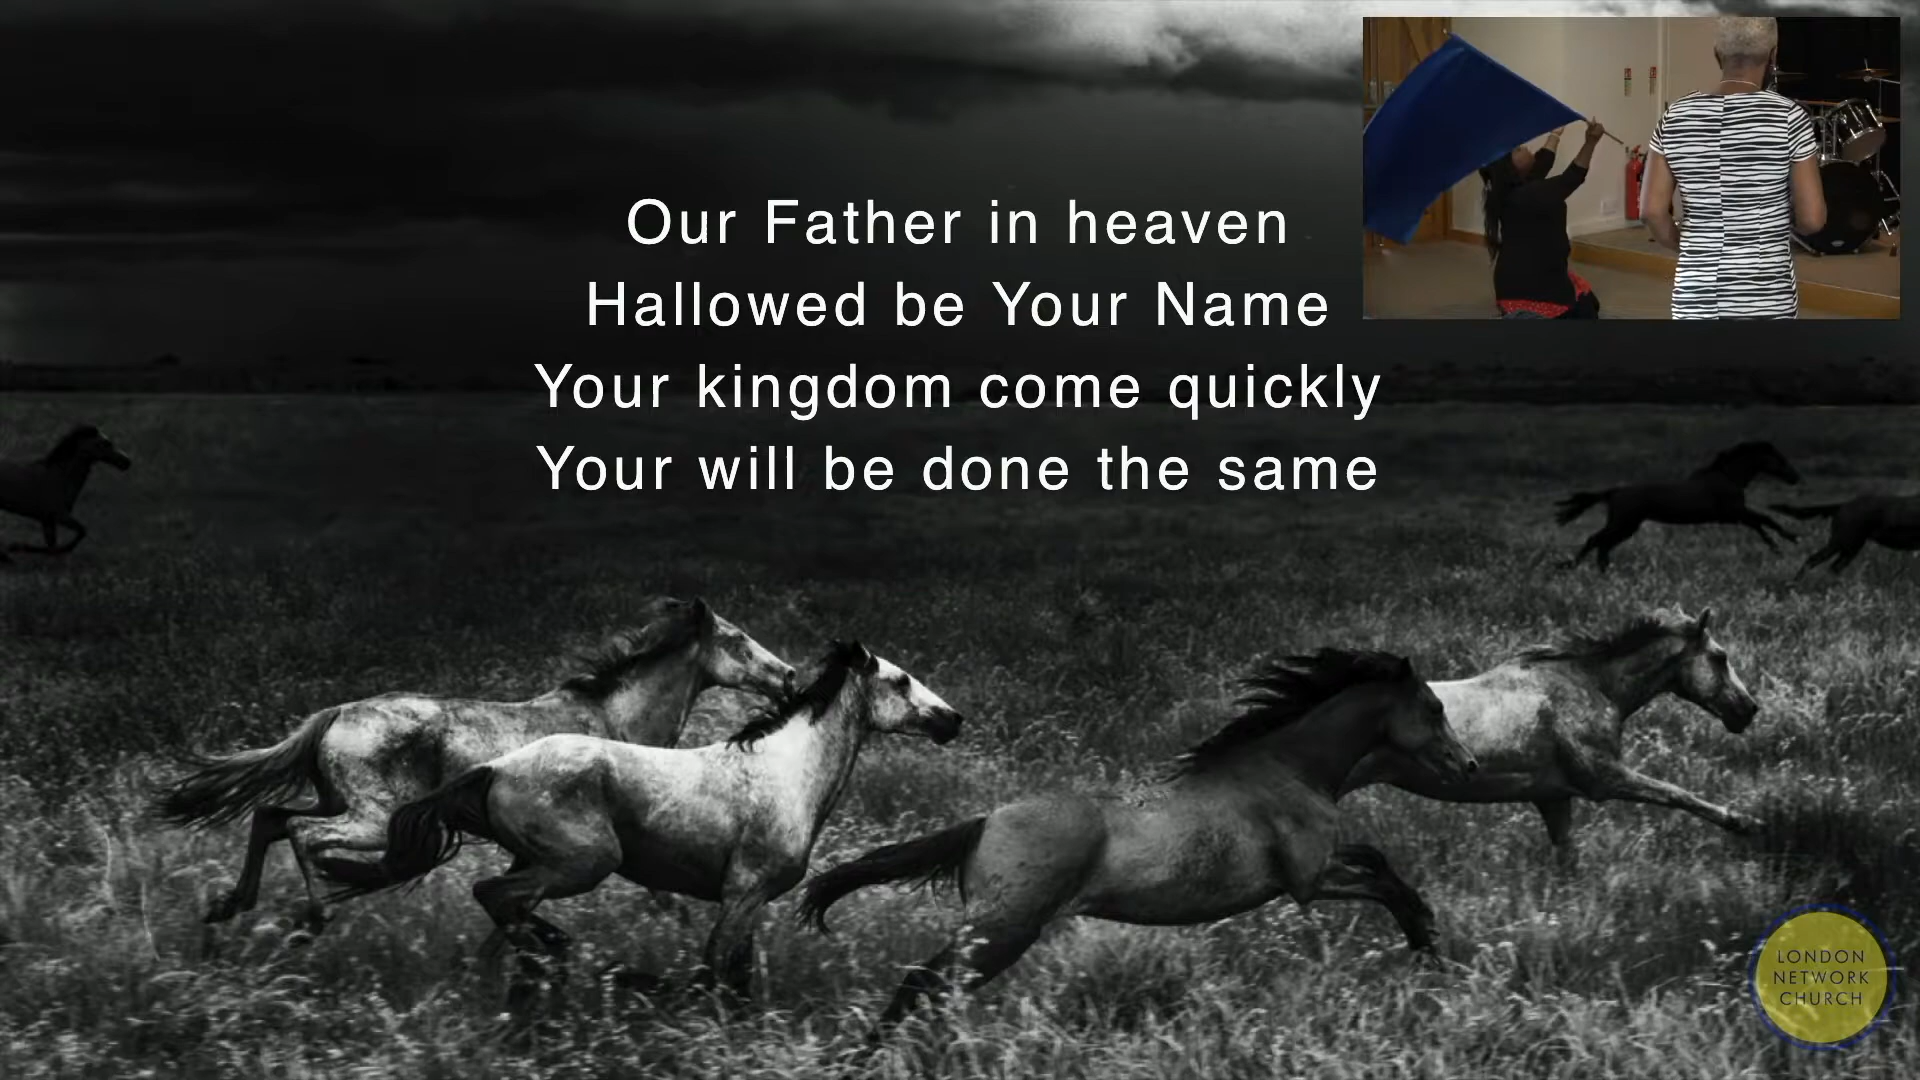 Our Father in heaven
Hallowed be Your Name
Your kingdom come quickly
Your will be done the same
LONDON
NETWORK
CHURCH